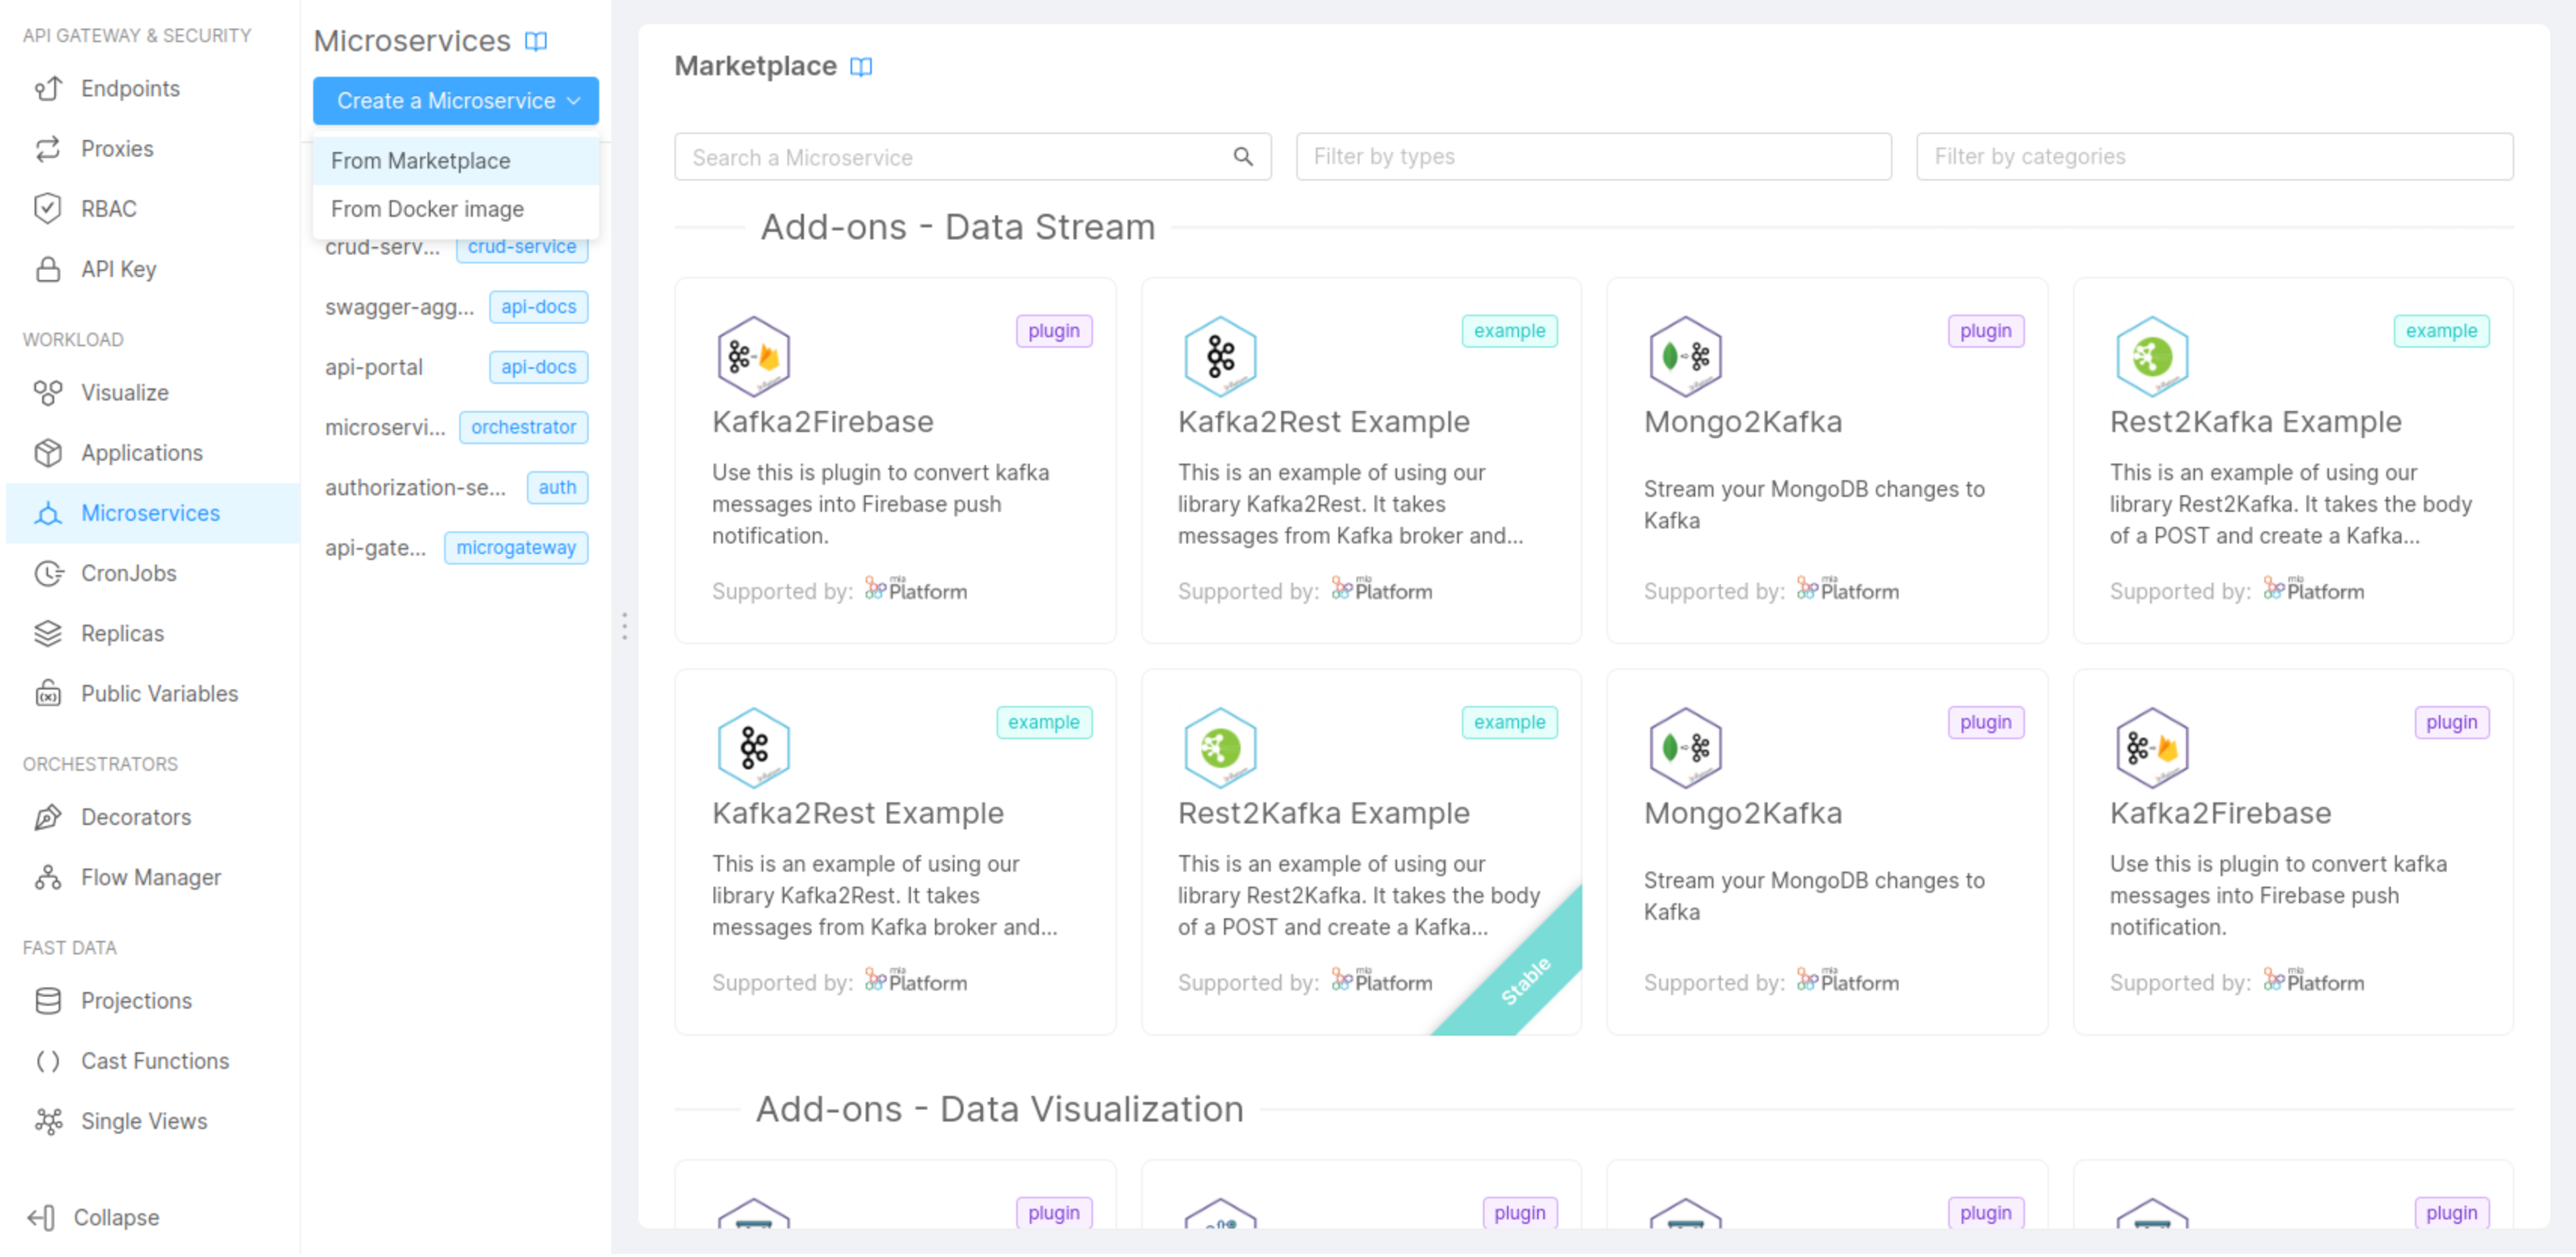 API GATEWAY & SECURITY
Endpoints
Proxies
RBAC
API Key
WORKLOAD
Visualize
Applications
Microservices
CronJobs
Replicas
Public Variables
ORCHESTRATORS
Decorators
Flow Manager
FAST DATA
Projections
Cast Functions
Single Views
Collapse
Microservices
Create a Microservice
From Marketplace
From Docker image
crud-serv... crud-service
swagger-agg... api-docs
api-portal api-docs
microservi... orchestrator
authorization-se... auth
api-gate... microgateway
Marketplace
Search a Microservice
Filter by types
Filter by categories
Add-ons - Data Stream
plugin
Kafka2Firebase
Use this is plugin to convert kafka
messages into Firebase push
notification.
Supported by: mia Platform
example
Kafka2Rest Example
This is an example of using our
library Kafka2Rest. It takes
messages from Kafka broker and...
Supported by: mia Platform
plugin
Mongo2Kafka
Stream your MongoDB changes to
Kafka
Supported by: mia Platform
example
Rest2Kafka Example
This is an example of using our
library Rest2Kafka. It takes the body
of a POST and create a Kafka...
Supported by: mia Platform
example
Kafka2Rest Example
This is an example of using our
library Kafka2Rest. It takes
messages from Kafka broker and...
Supported by: mia Platform
example
Rest2Kafka Example
This is an example of using our
library Rest2Kafka. It takes the body
of a POST and create a Kafka...
Supported by: mia Platform
Stable
plugin
Mongo2Kafka
Stream your MongoDB changes to
Kafka
Supported by: mia Platform
plugin
Kafka2Firebase
Use this is plugin to convert kafka
messages into Firebase push
notification.
Supported by: mia Platform
Add-ons - Data Visualization
plugin
plugin
plugin
plugin